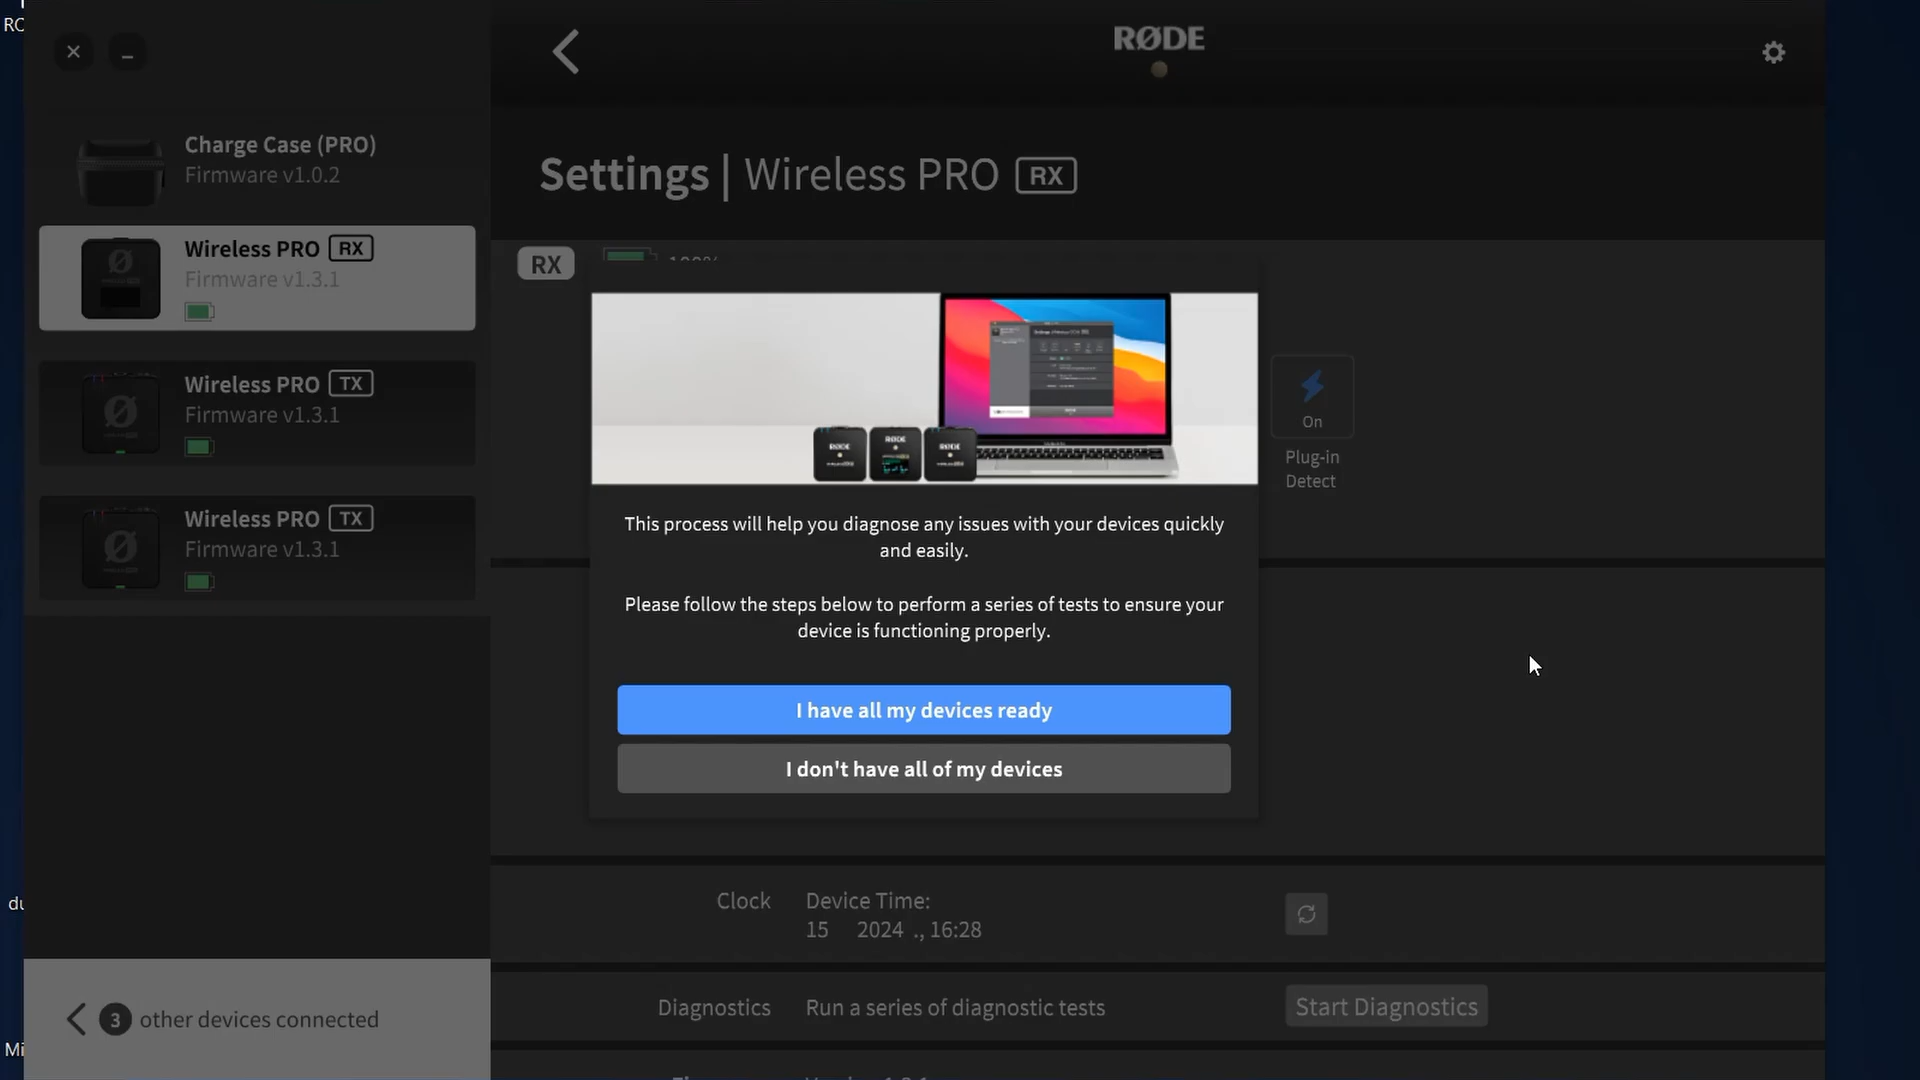 RØDE
Charge Case (PRO)
Firmware v1.0.2
Settings | Wireless PRO RX
Wireless PRO RX
Firmware v1.3.1
RX
100%
Wireless PRO TX
Firmware v1.3.1
On
Plug-in
Detect
Wireless PRO TX
Firmware v1.3.1
This process will help you diagnose any issues with your devices quickly
and easily.
Please follow the steps below to perform a series of tests to ensure your
device is functioning properly.
I have all my devices ready
I don't have all of my devices
Clock
Device Time:
15 2024 ., 16:28
Diagnostics
Run a series of diagnostic tests
Start Diagnostics
3 other devices connected